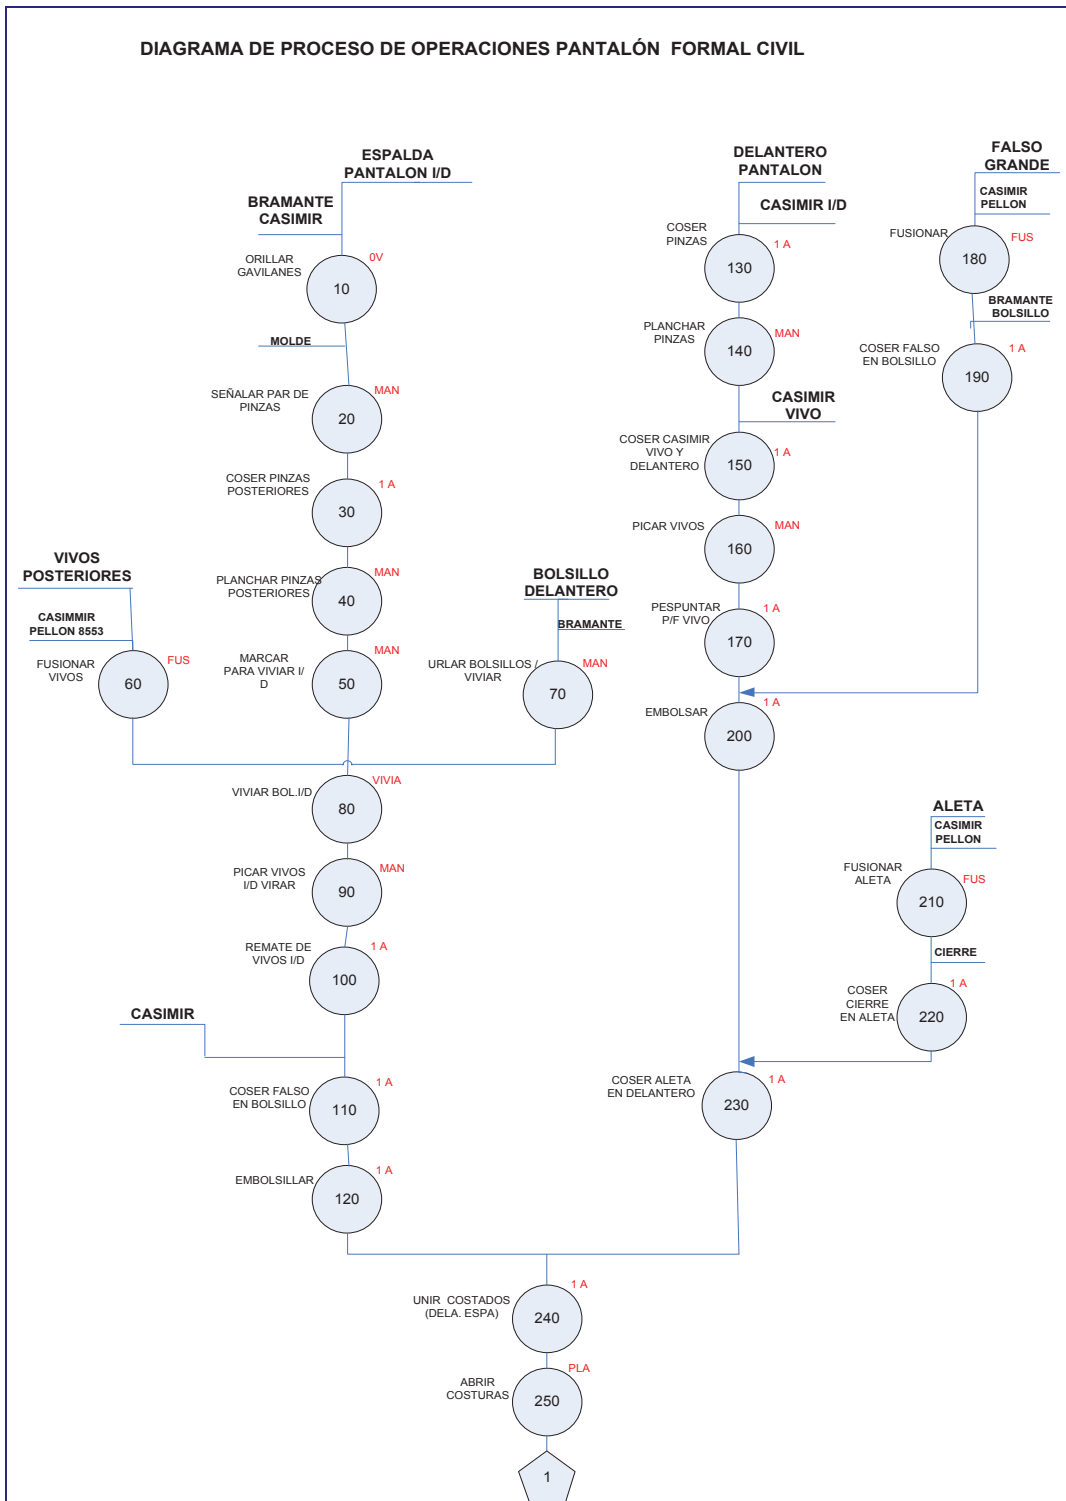 DIAGRAMA DE PROCESO DE OPERACIONES PANTALÓN FORMAL CIVIL
ESPALDA
PANTALON I/D
BRAMANTE
CASIMIR
ORILLAR
GAVILANES
0V
10
MOLDE
SEÑALAR PAR DE
PINZAS
MAN
20
COSER PINZAS
POSTERIORES
1 A
30
PLANCHAR PINZAS
POSTERIORES
MAN
40
MARCAR
PARA VIVIAR I/
D
MAN
50
VIVOS
POSTERIORES
CASIMMIR
PELLON 8553
FUSIONAR
VIVOS
FUS
60
BOLSILLO
DELANTERO
BRAMANTE
URLAR BOLSILLOS /
VIVIAR
MAN
70
VIVIAR BOL.I/D
VIVIA
80
PICAR VIVOS
I/D VIRAR
MAN
90
REMATE DE
VIVOS I/D
1 A
100
CASIMIR
COSER FALSO
EN BOLSILLO
1 A
110
EMBOLSILLAR
1 A
120
DELANTERO
PANTALON
CASIMIR I/D
COSER
PINZAS
1 A
130
PLANCHAR
PINZAS
MAN
140
CASIMIR
VIVO
COSER CASIMIR
VIVO Y
DELANTERO
1 A
150
PICAR VIVOS
MAN
160
PESPUNTAR
P/F VIVO
1 A
170
FALSO
GRANDE
CASIMIR
PELLON
FUSIONAR
FUS
180
BRAMANTE
BOLSILLO
COSER FALSO
EN BOLSILLO
1 A
190
EMBOLSAR
1 A
200
ALETA
CASIMIR
PELLON
FUSIONAR
ALETA
FUS
210
CIERRE
COSER
CIERRE
EN ALETA
1 A
220
COSER ALETA
EN DELANTERO
1 A
230
UNIR COSTADOS
(DELA. ESPA)
1 A
240
ABRIR
COSTURAS
PLA
250
1